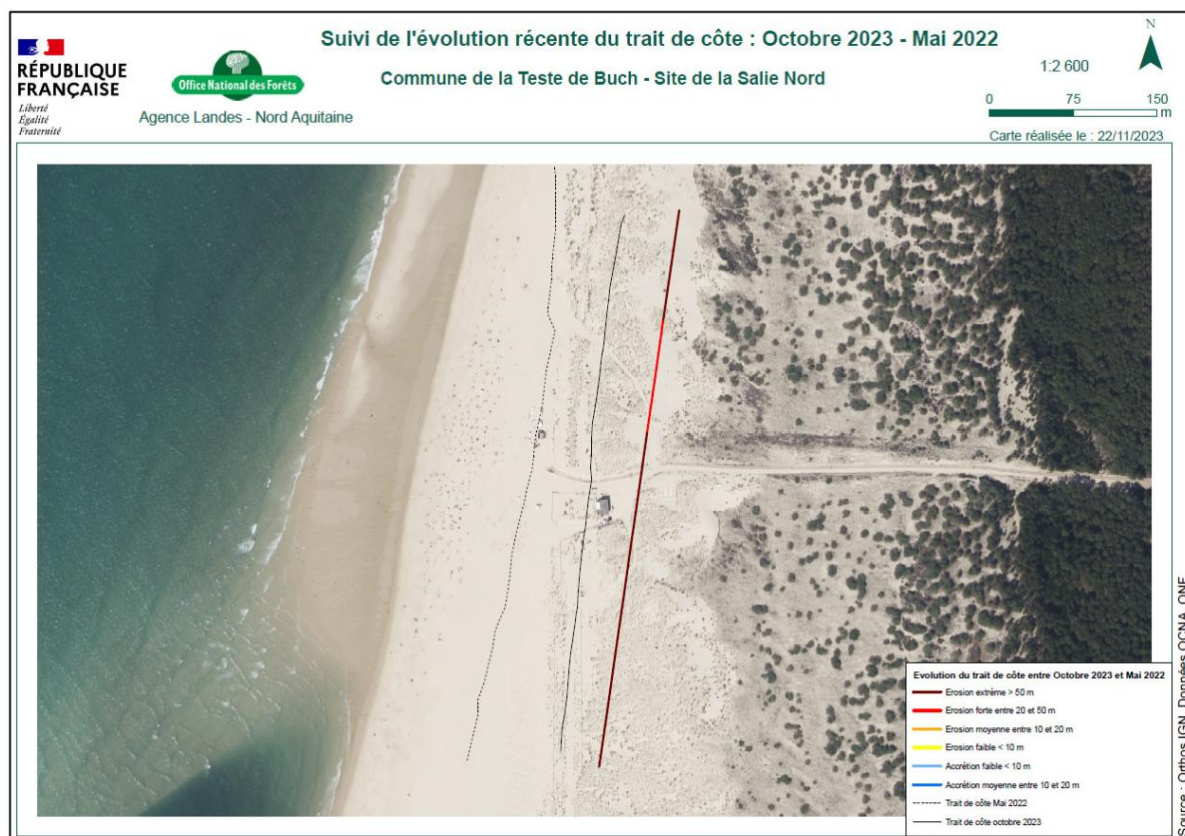 Suivi de l'évolution récente du trait de côte : Octobre 2023 - Mai 2022
Commune de la Teste de Buch - Site de la Salie Nord
RÉPUBLIQUE
FRANÇAISE
Liberté
Égalité
Fraternité
Office National des Forêts
Agence Landes - Nord Aquitaine
N
1:2 600
0 75 150
m
Carte réalisée le : 22/11/2023
Evolution du trait de côte entre Octobre 2023 et Mai 2022
Erosion extrême > 50 m
Erosion forte entre 20 et 50 m
Erosion moyenne entre 10 et 20 m
Erosion faible < 10 m
Accrétion faible < 10 m
Accrétion moyenne entre 10 et 20 m
Trait de côte Mai 2022
Trait de côte octobre 2023
Source : Orthos IGN, Données OCNA, ONF